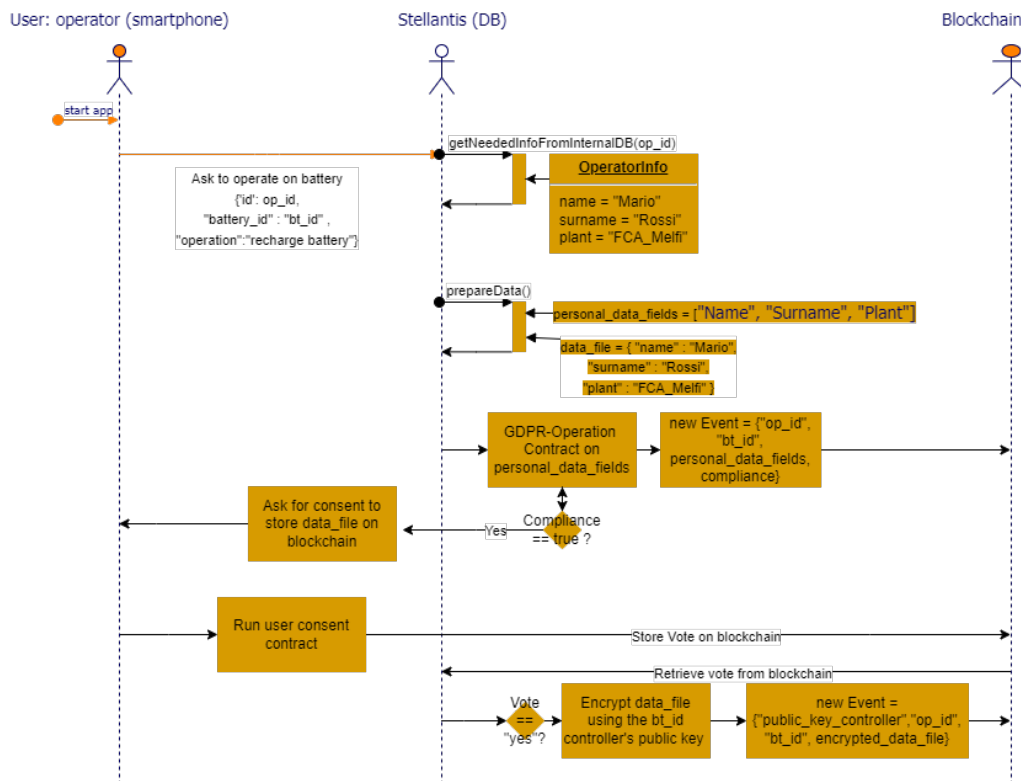 User: operator (smartphone)
Stellantis (DB)
Blockchain
start app
getNeededInfoFromInternalDB(op_id)
OperatorInfo
name = "Mario"
surname = "Rossi"
plant = "FCA_Melfi"
Ask to operate on battery
{'id': op_id,
"battery_id" : "bt_id" ,
"operation":"recharge battery"}
prepareData()
personal_data_fields = ["Name", "Surname", "Plant"]
data_file = { "name" : "Mario",
"surname" : "Rossi",
"plant" : "FCA_Melfi" }
GDPR-Operation
Contract on
personal_data_fields
new Event = {"op_id",
"bt_id",
personal_data_fields,
compliance}
Ask for consent to
store data_file on
blockchain
Yes
Compliance
== true ?
Run user consent
contract
Store Vote on blockchain
Retrieve vote from blockchain
Vote
==
"yes"?
Encrypt data_file
using the bt_id
controller's public key
new Event =
{"public_key_controller","op_id",
"bt_id", encrypted_data_file}